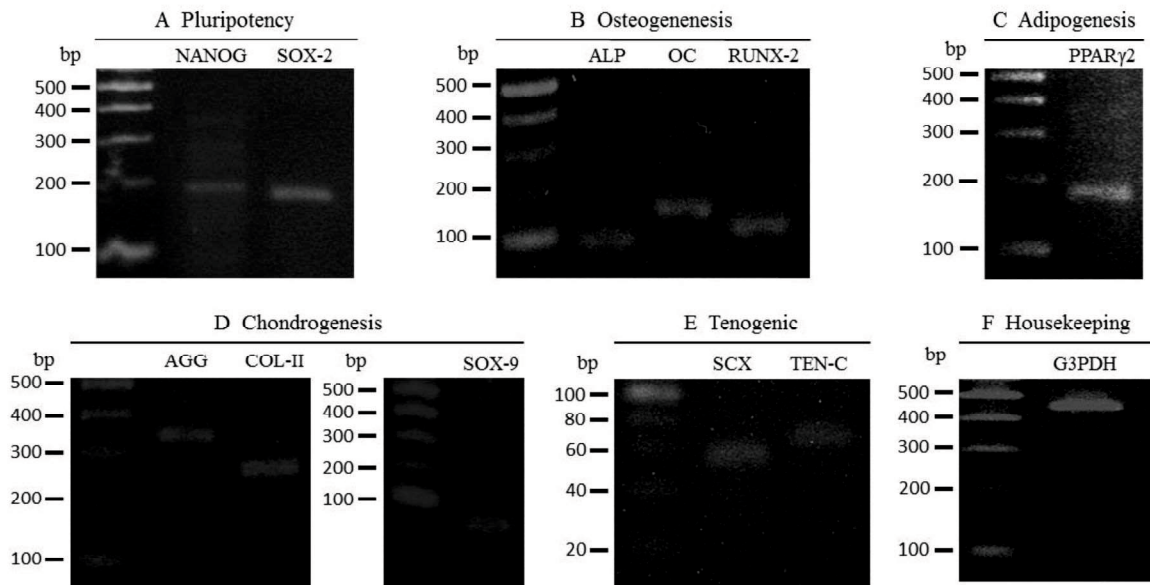 A Pluripotency
bp NANOG SOX-2
500
400
300
200
100
B Osteogenenesis
bp ALP OC RUNX-2
500
400
300
200
100
C Adipogenesis
bp PPARγ2
500
400
300
200
100
D Chondrogenesis
bp AGG COL-II
500
400
300
200
100
bp SOX-9
500
400
300
200
100
E Tenogenic
bp SCX TEN-C
100
80
60
40
20
F Housekeeping
bp G3PDH
500
400
300
200
100